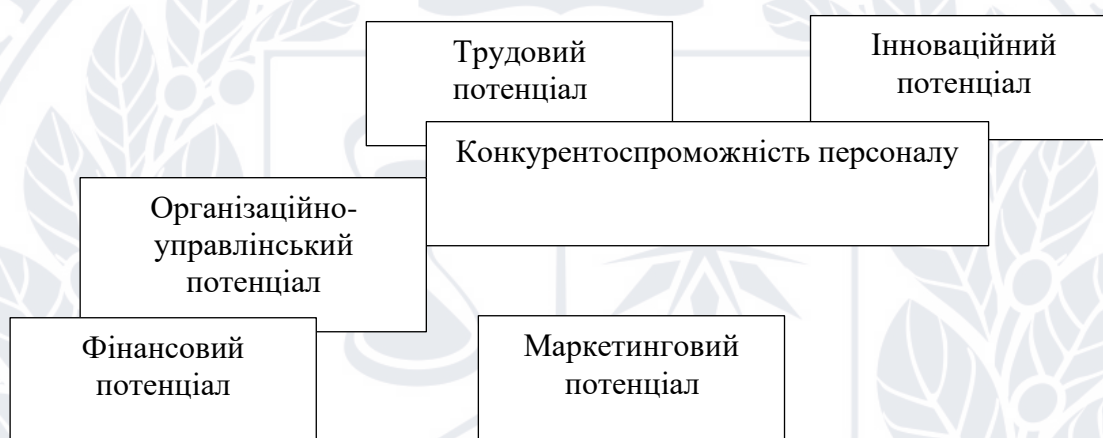 Трудовий
потенціал
Інноваційний
потенціал
Конкурентоспроможність персоналу
Організаційно-
управлінський
потенціал
Фінансовий
потенціал
Маркетинговий
потенціал